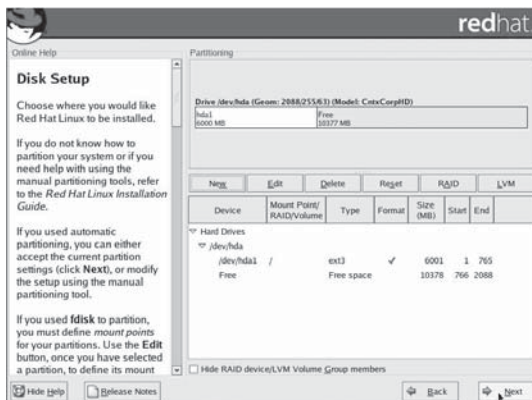 redhat
Online Help
Disk Setup
Choose where you would like
Red Hat Linux to be installed.
If you do not know how to
partition your system or if you
need help with using the
manual partitioning tools, refer
to the Red Hat Linux Installation
Guide.
If you used automatic
partitioning, you can either
accept the current partition
settings (click Next), or modify
the setup using the manual
partitioning tool.
If you used fdisk to partition,
you must define mount points
for your partitions. Use the Edit
button, once you have selected
a partition, to define its mount
Partitioning
Drive /dev/hda (Geom: 2088/255/63) (Model: CntxCorpHD)
hda1 Free
6000 MB 10377 MB
New Edit Delete Reset RAID LVM
Device Mount Point/ RAID/Volume Type Format Size (MB) Start End
Hard Drives
/dev/hda
/dev/hda1 / ext3 ✓ 6001 1 765
Free Free space 10378 766 2088
Hide RAID device/LVM Volume Group members
Hide Help Release Notes Back Next